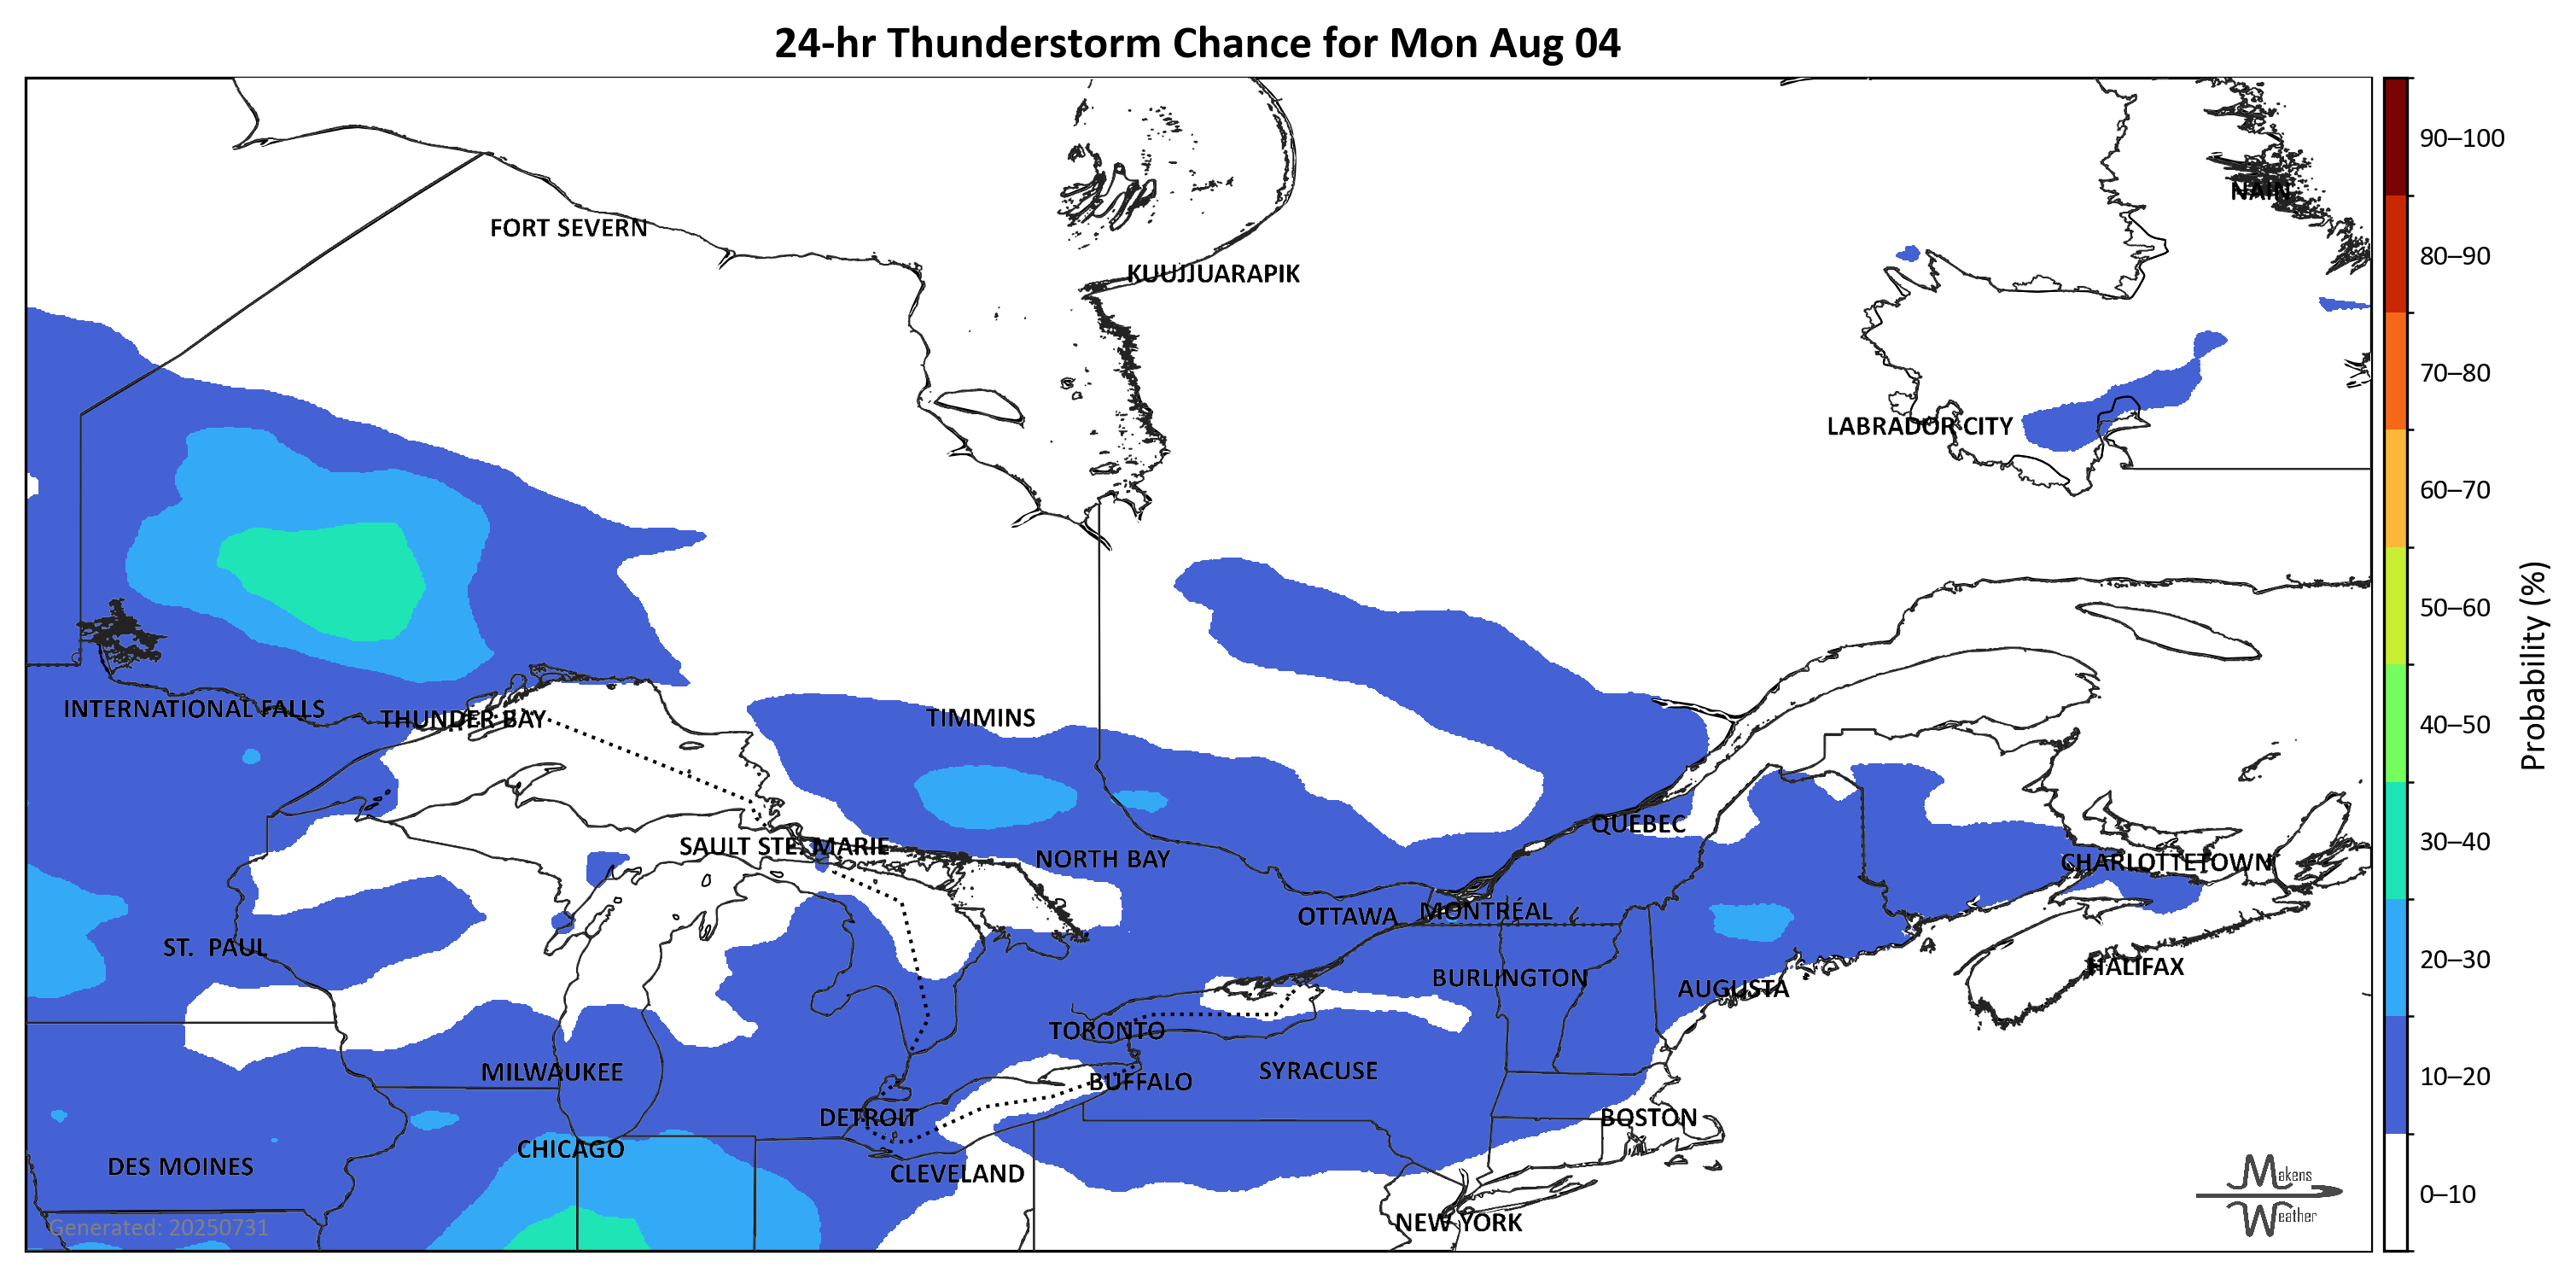 24-hr Thunderstorm Chance for Mon Aug 04
90–100
NAIN
FORT SEVERN
80–90
KUUJJUARAPIK
70–80
LABRADOR CITY
60–70
50–60
INTERNATIONAL FALLS
THUNDER BAY
TIMMINS
40–50
Probability (%)
QUEBEC
SAULT STE. MARIE
NORTH BAY
CHARLOTTETOWN
30–40
OTTAWA
MONTRÉAL
ST. PAUL
20–30
HALIFAX
BURLINGTON
AUGUSTA
TORONTO
MILWAUKEE
SYRACUSE
BUFFALO
10–20
DETROIT
BOSTON
CHICAGO
DES MOINES
CLEVELAND
Makens
Weather
0–10
NEW YORK
Generated: 20250731